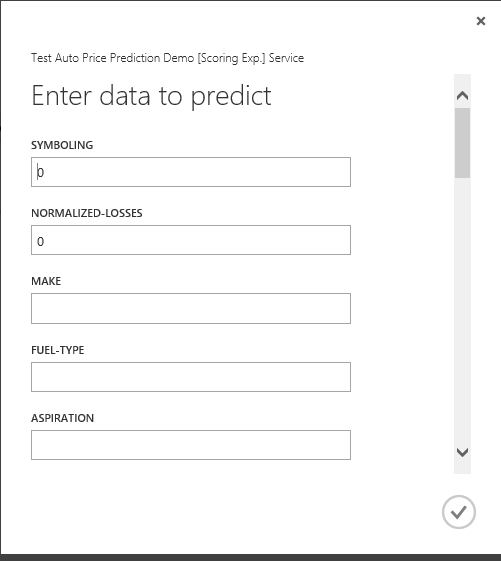 Test Auto Price Prediction Demo [Scoring Exp.] Service
Enter data to predict
SYMBOLING
0
NORMALIZED-LOSSES
0
MAKE
FUEL-TYPE
ASPIRATION